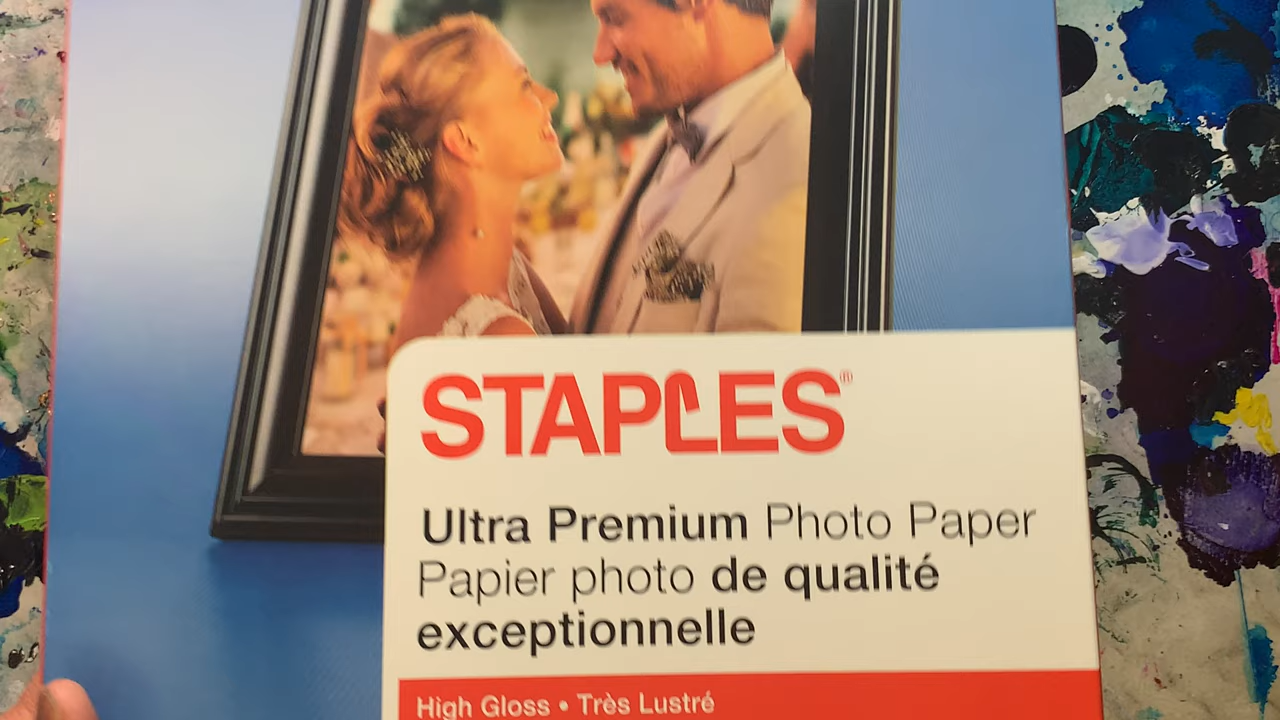 STAPLES®
Ultra Premium Photo Paper
Papier photo de qualité
exceptionnelle
High Gloss • Très Lustré